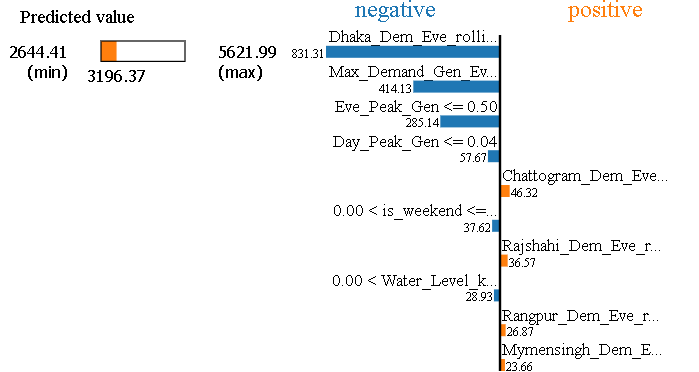 Predicted value
2644.41
(min)
3196.37
5621.99
(max)
negative
positive
Dhaka_Dem_Eve_rolli...
831.31
Max_Demand_Gen_Ev...
414.13
Eve_Peak_Gen <= 0.50
285.14
Day_Peak_Gen <= 0.04
57.67
Chattogram_Dem_Eve...
46.32
0.00 < is_weekend <=...
37.62
Rajshahi_Dem_Eve_r...
36.57
0.00 < Water_Level_k...
28.93
Rangpur_Dem_Eve_r...
26.87
Mymensingh_Dem_E...
23.66